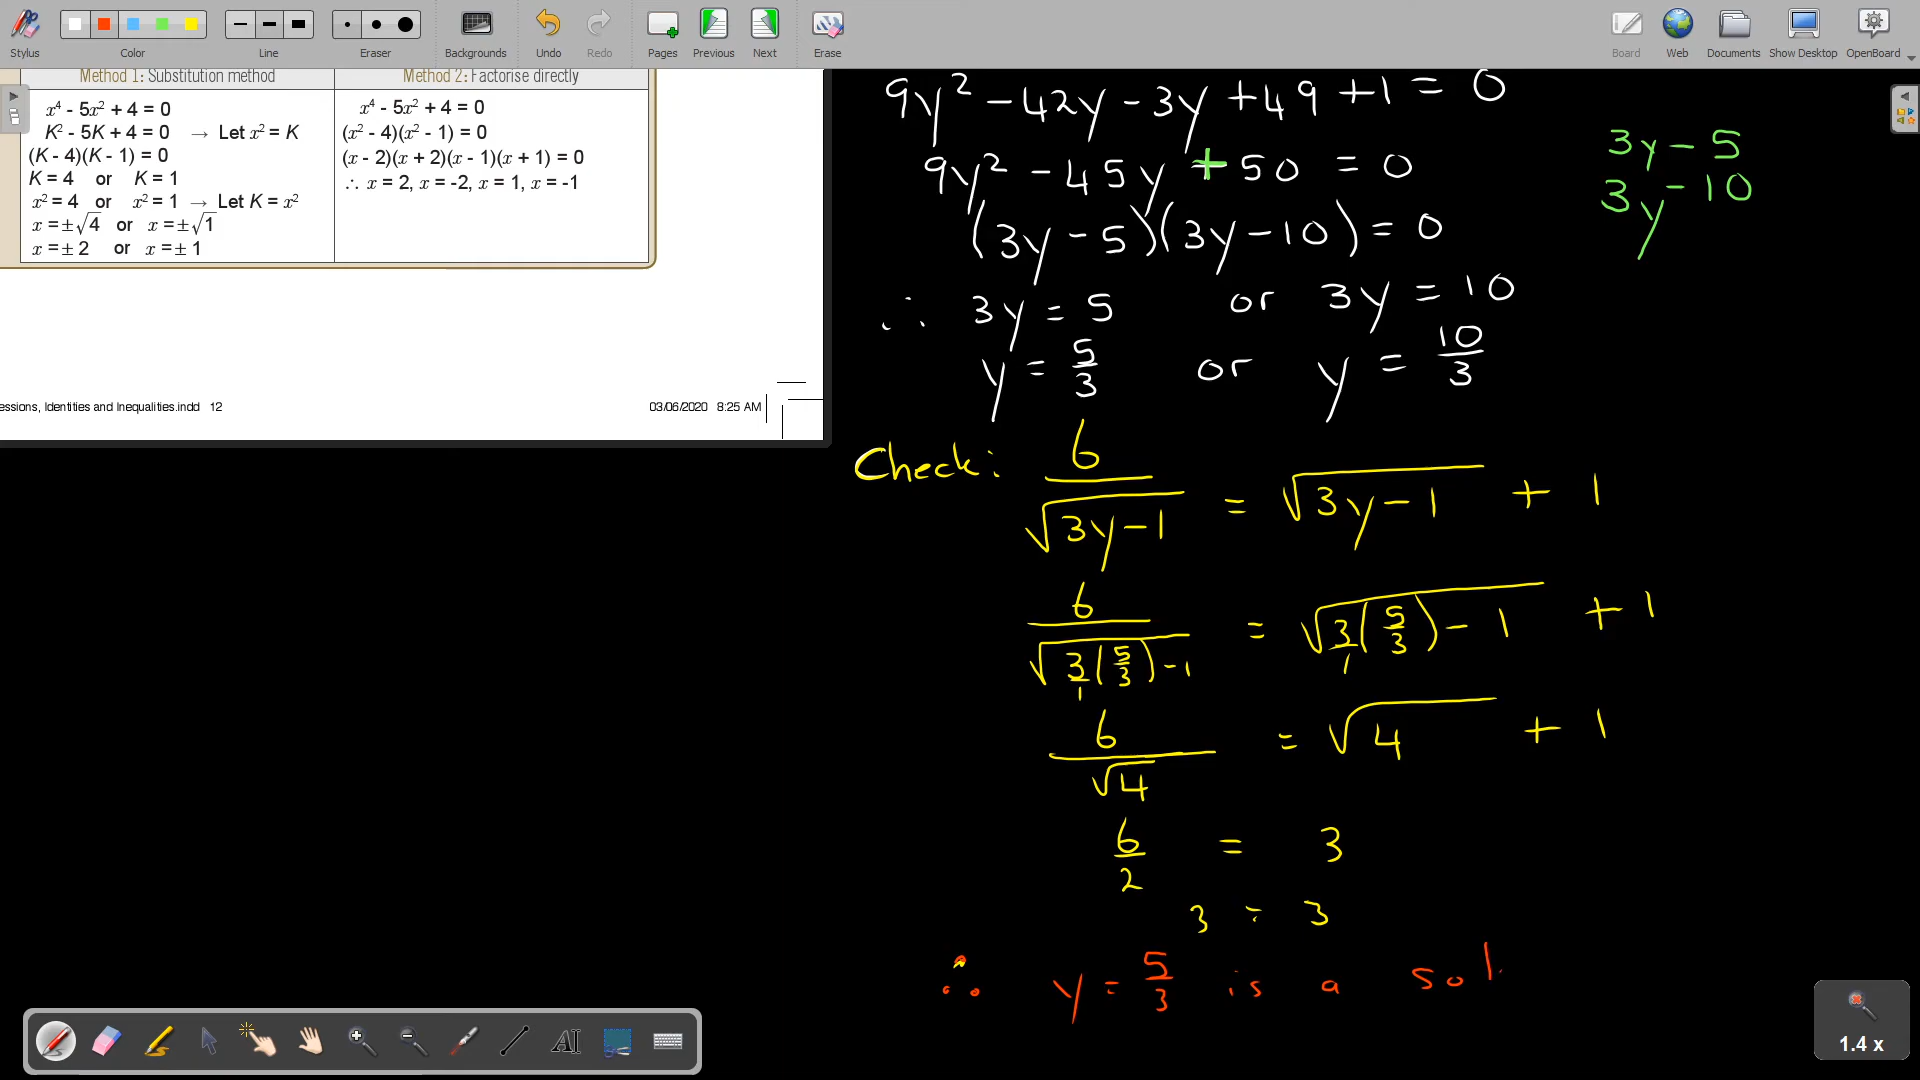 Stylus
Color
Line
Eraser
Backgrounds
Undo
Redo
Pages
Previous
Next
Erase
Board
Web
Documents
Show Desktop
OpenBoard
Method 1: Substitution method
x⁴ - 5x² + 4 = 0
K² - 5K + 4 = 0 → Let x² = K
(K - 4)(K - 1) = 0
K = 4 or K = 1
x² = 4 or x² = 1 → Let K = x²
x = ±√4 or x = ±√1
x = ± 2 or x = ± 1
Method 2: Factorise directly
x⁴ - 5x² + 4 = 0
(x² - 4)(x² - 1) = 0
(x - 2)(x + 2)(x - 1)(x + 1) = 0
∴ x = 2, x = -2, x = 1, x = -1
essions, Identities and Inequalities.indd 12
03/06/2020 8:25 AM
9y² - 42y - 3y + 49 + 1 = 0
9y² - 45y + 50 = 0
(3y - 5)(3y - 10) = 0
∴ 3y = 5 or 3y = 10
y = 5/3 or y = 10/3
3y - 5
3y - 10
Check: 6/√(3y-1) = √(3y-1) + 1
6/√(3/1(5/3)-1) = √(3/1(5/3)-1) + 1
6/√4 = √4 + 1
6/2 = 3
3 = 3
∴ y = 5/3 is a sol
1.4 x